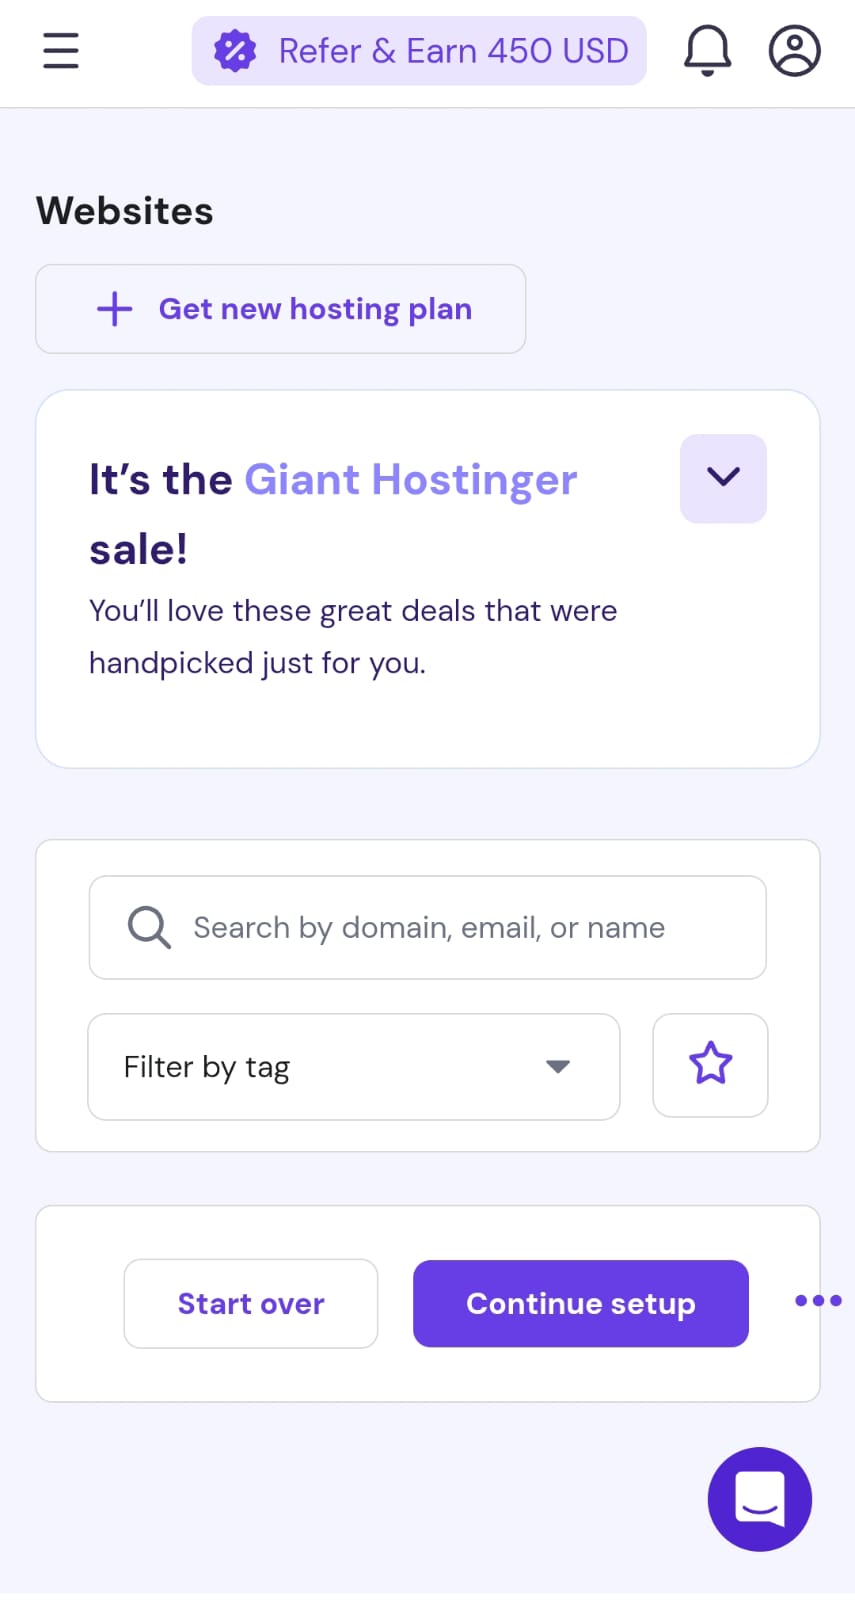 Refer & Earn 450 USD
Websites
Get new hosting plan
It’s the Giant Hostinger
sale!
You’ll love these great deals that were
handpicked just for you.
Search by domain, email, or name
Filter by tag
Start over
Continue setup